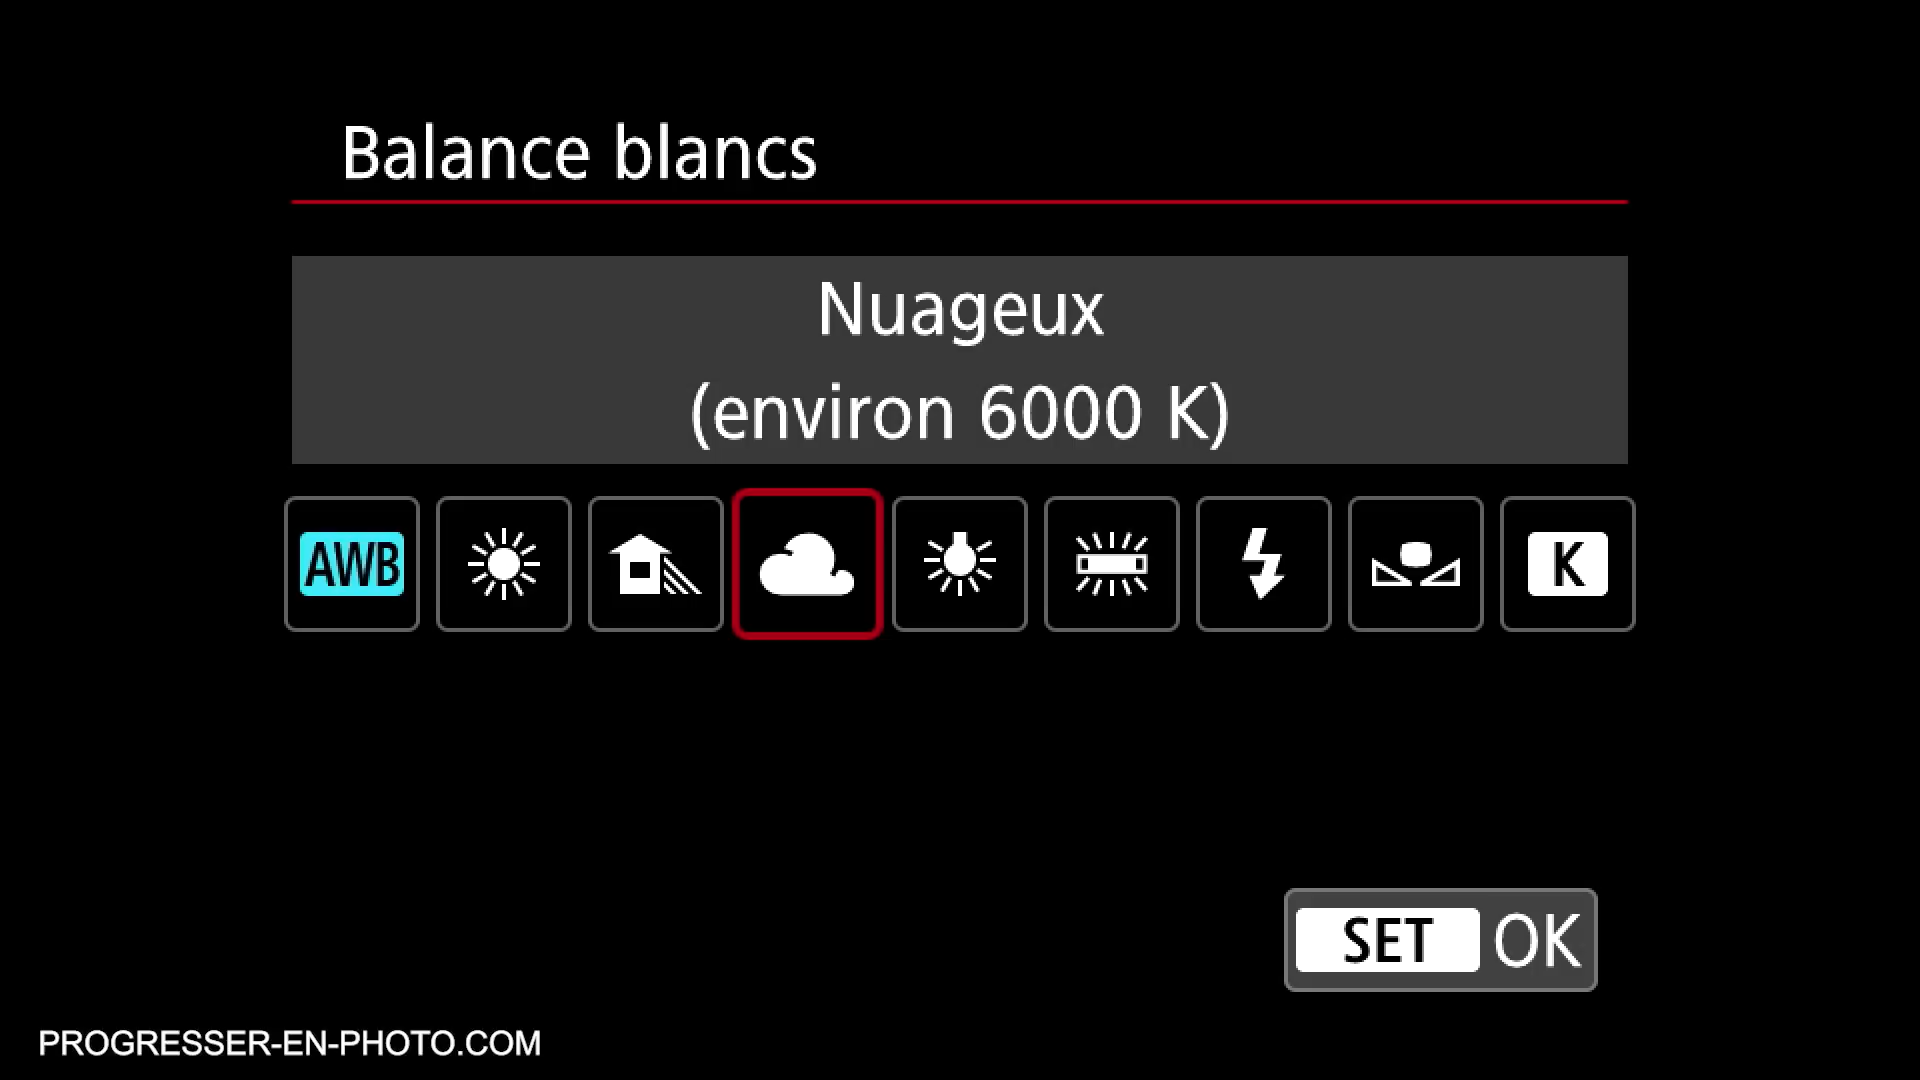 Balance blancs
Nuageux
(environ 6000 K)
AWB K
SET OK
PROGRESSER-EN-PHOTO.COM